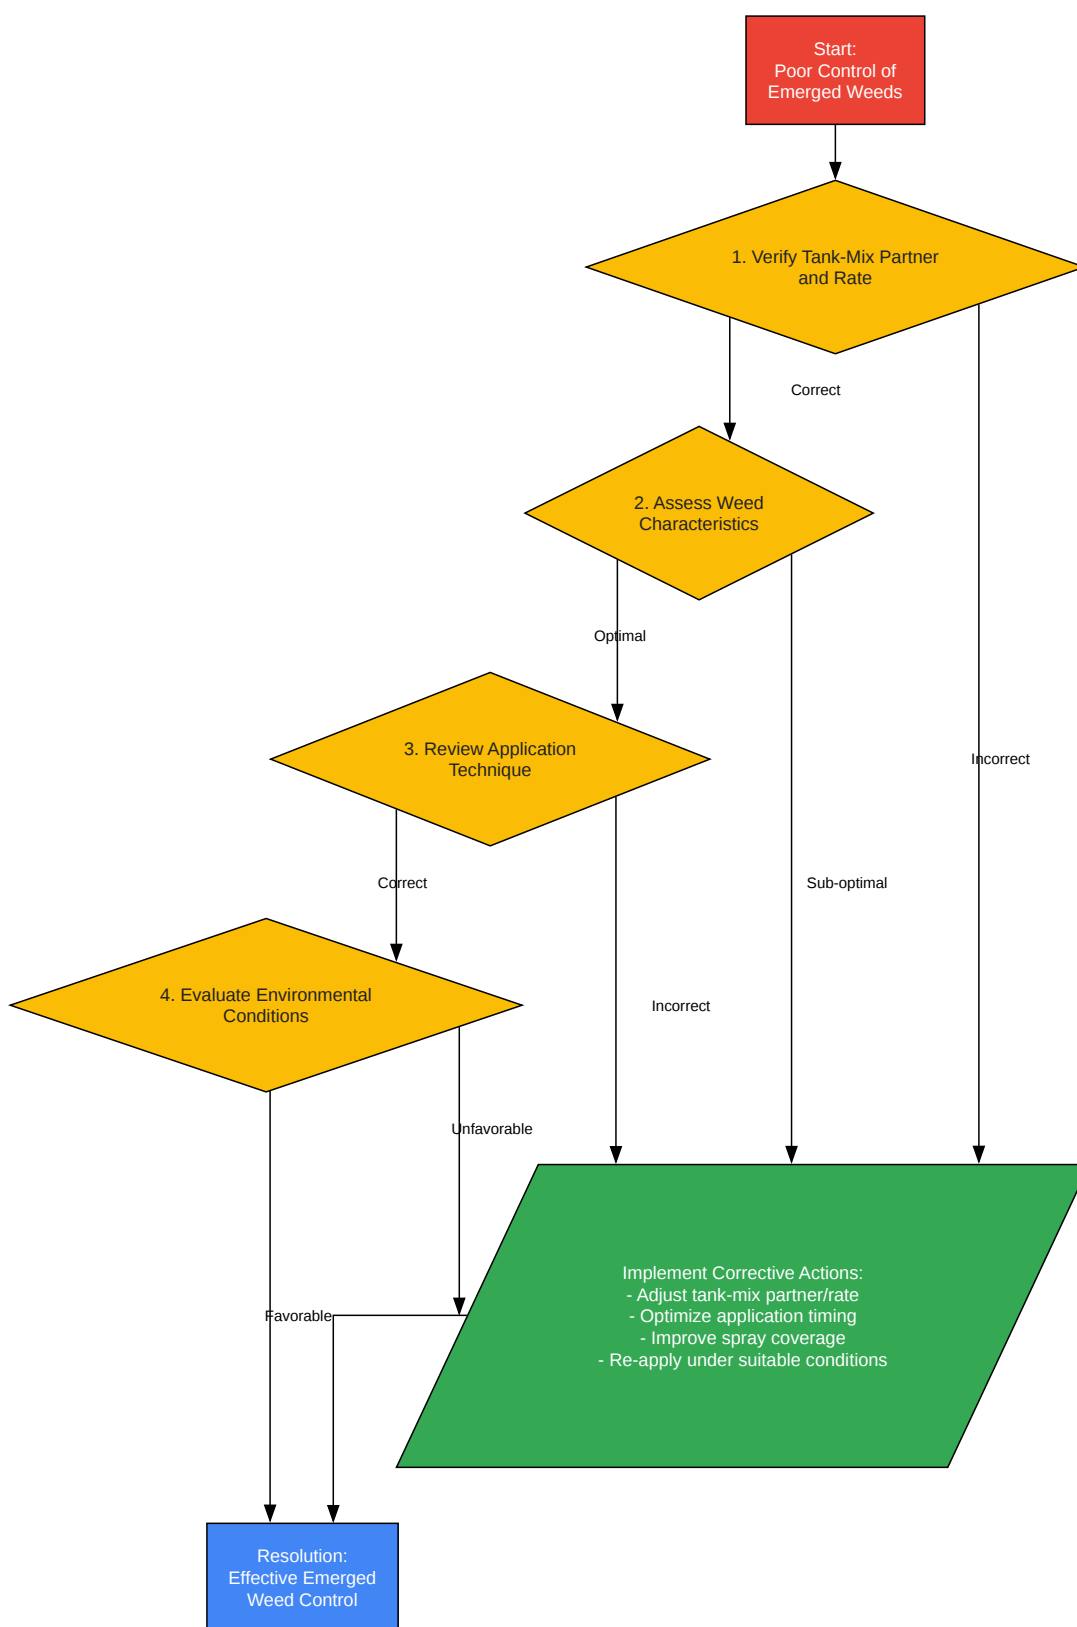 Start:
Poor Control of
Emerged Weeds
1. Verify Tank-Mix Partner
and Rate
Correct
2. Assess Weed
Characteristics
Optimal
3. Review Application
Technique
Incorrect
Correct
Sub-optimal
4. Evaluate Environmental
Conditions
Incorrect
Unfavorable
Implement Corrective Actions:
- Adjust tank-mix partner/rate
- Optimize application timing
- Improve spray coverage
- Re-apply under suitable conditions
Favorable
Resolution:
Effective Emerged
Weed Control